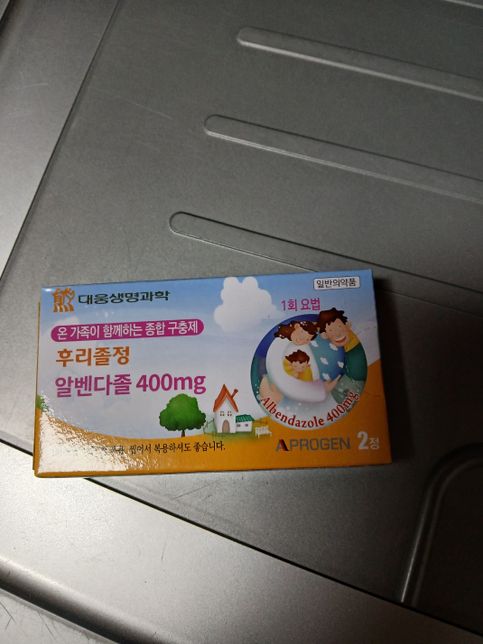 대웅생명과학
일반의약품
1회 요법
온 가족이 함께하는 종합 구충제
후리졸정
알벤다졸 400mg
Albendazole 400mg
씹어서 복용하셔도 좋습니다.
APROGEN 2정